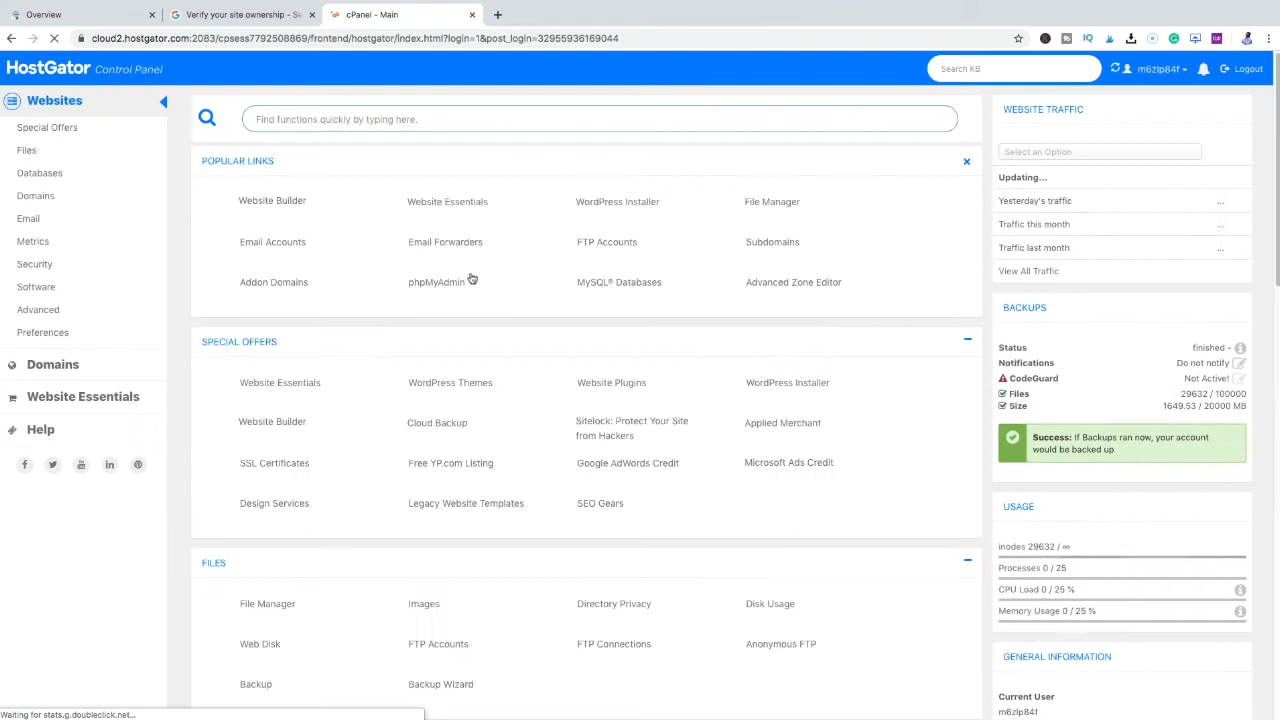 Overview
Verify your site ownership - Se
cPanel - Main
cloud2.hostgator.com:2083/cpsess7792508869/frontend/hostgator/index.html?login=1&post_login=32955936169044
HostGator Control Panel
Search KB
m6zlp84f
Logout
Websites
Special Offers
Files
Databases
Domains
Email
Metrics
Security
Software
Advanced
Preferences
Domains
Website Essentials
Help
Find functions quickly by typing here.
POPULAR LINKS
Website Builder
Website Essentials
WordPress Installer
File Manager
Email Accounts
Email Forwarders
FTP Accounts
Subdomains
Addon Domains
phpMyAdmin
MySQL® Databases
Advanced Zone Editor
SPECIAL OFFERS
Website Essentials
WordPress Themes
Website Plugins
WordPress Installer
Website Builder
Cloud Backup
Sitelock: Protect Your Site
from Hackers
Applied Merchant
SSL Certificates
Free YP.com Listing
Google AdWords Credit
Microsoft Ads Credit
Design Services
Legacy Website Templates
SEO Gears
FILES
File Manager
Images
Directory Privacy
Disk Usage
Web Disk
FTP Accounts
FTP Connections
Anonymous FTP
Backup
Backup Wizard
WEBSITE TRAFFIC
Select an Option
Updating...
Yesterday's traffic ...
Traffic this month ...
Traffic last month ...
View All Traffic
BACKUPS
Status finished -
Notifications Do not notify
CodeGuard Not Active!
Files 29632 / 100000
Size 1649.53 / 20000 MB
Success: If Backups ran now, your account
would be backed up
USAGE
inodes 29632 / ∞
Processes 0 / 25
CPU Load 0 / 25 %
Memory Usage 0 / 25 %
GENERAL INFORMATION
Current User
m6zlp84f
Waiting for stats.g.doubleclick.net...